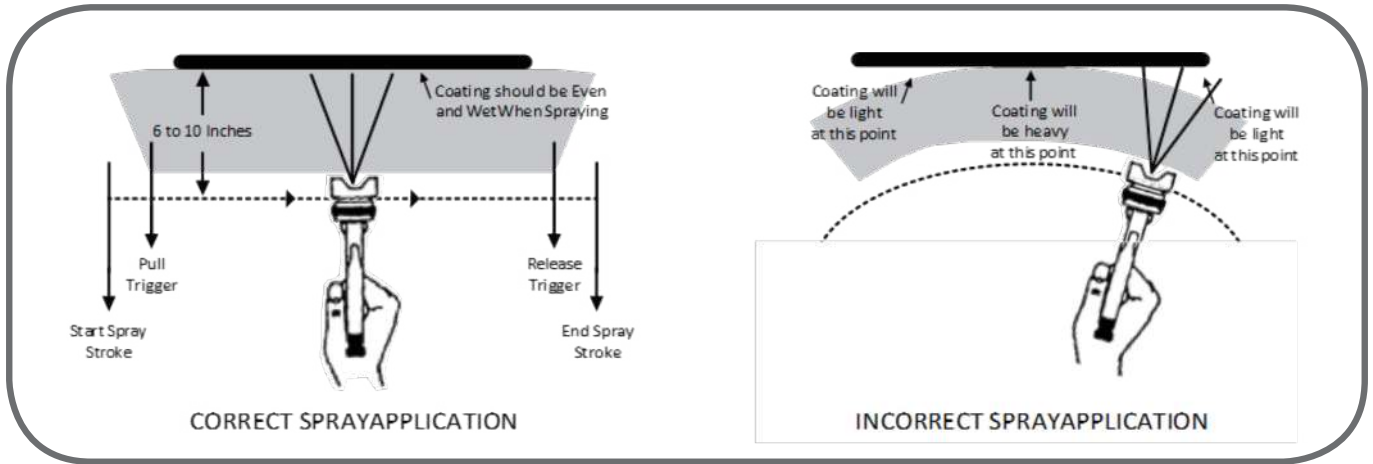 Coating should be Even
and WetWhen Spraying
6 to 10 Inches
Pull
Trigger
Release
Trigger
Start Spray
Stroke
End Spray
Stroke
CORRECT SPRAYAPPLICATION
Coating will
be light
at this point
Coating will
be heavy
at this point
Coating will
be light
at this point
INCORRECT SPRAYAPPLICATION